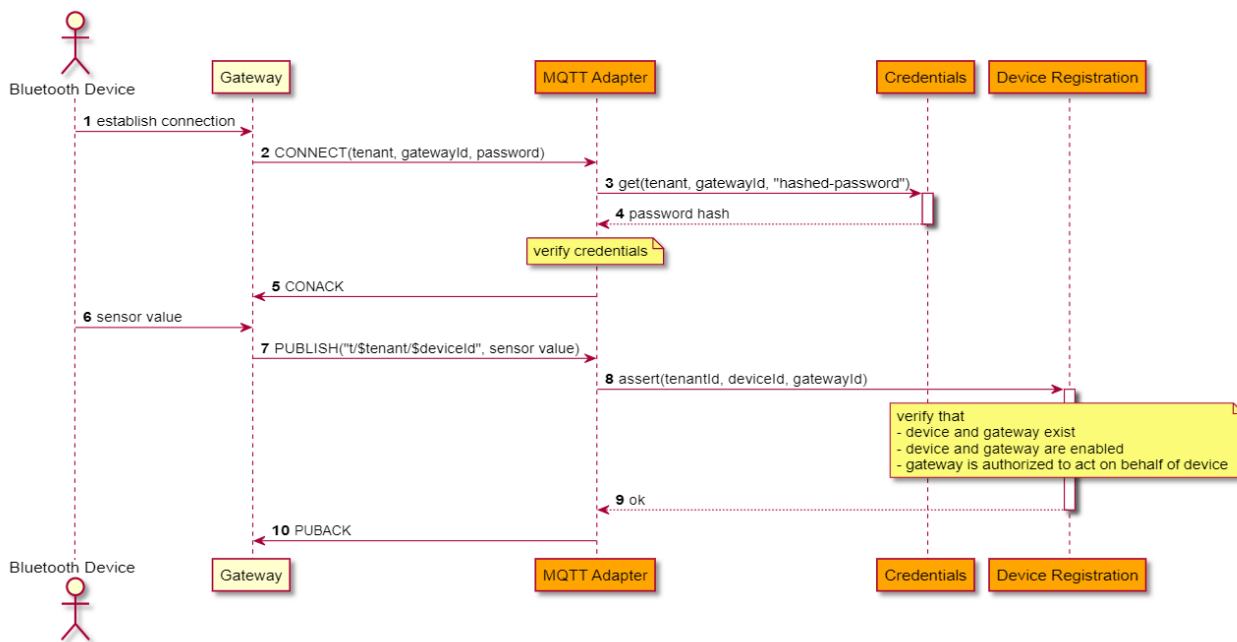 Bluetooth Device
Gateway
MQTT Adapter
Credentials
Device Registration
1 establish connection
2 CONNECT(tenant, gatewayId, password)
3 get(tenant, gatewayId, "hashed-password")
4 password hash
verify credentials
5 CONACK
6 sensor value
7 PUBLISH("t/$tenant/$deviceId", sensor value)
8 assert(tenantId, deviceId, gatewayId)
verify that
- device and gateway exist
- device and gateway are enabled
- gateway is authorized to act on behalf of device
9 ok
10 PUBACK
Bluetooth Device
Gateway
MQTT Adapter
Credentials
Device Registration